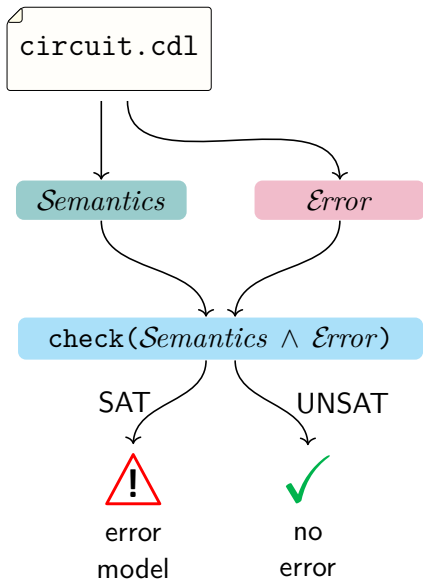 circuit.cdl
Semantics
Error
check(Semantics ∧ Error)
SAT
UNSAT
!
error
model
no
error